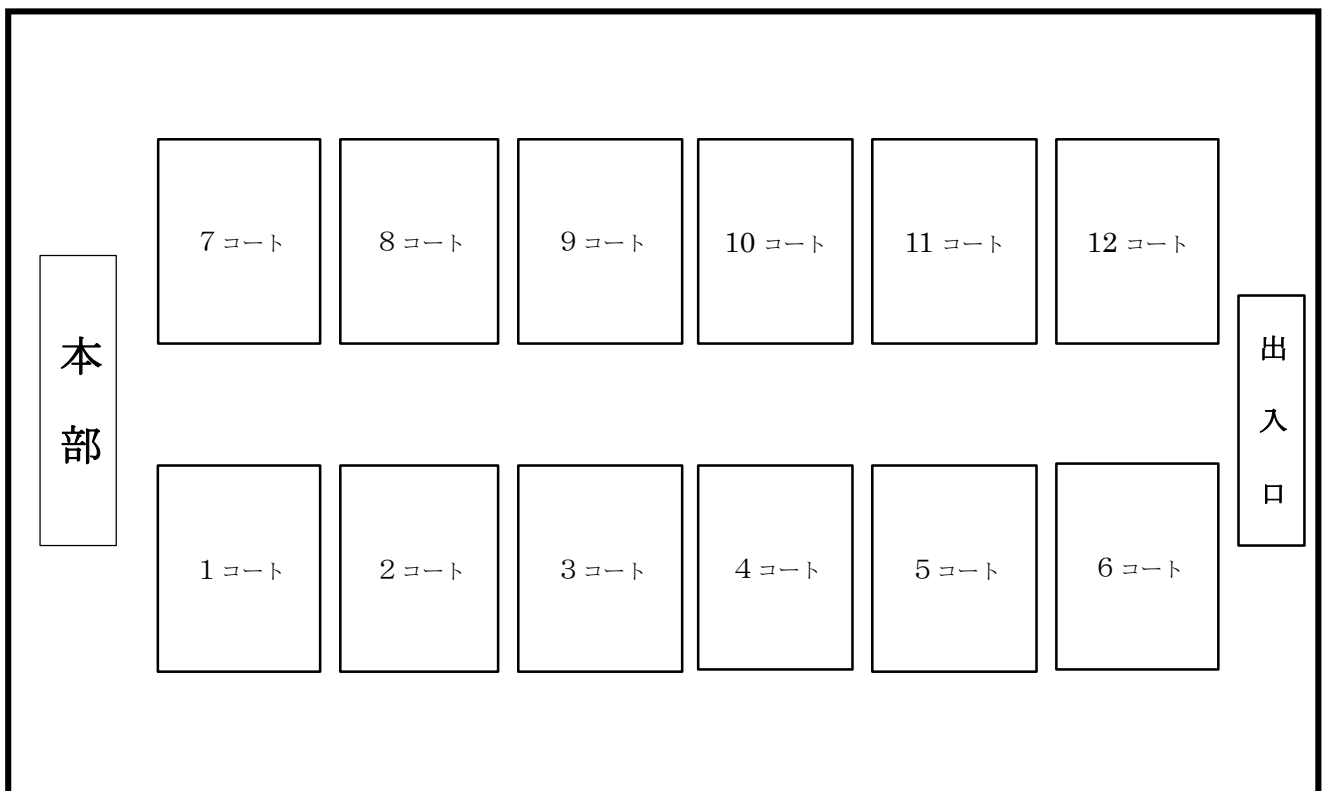 7 コート
8 コート
9 コート
10 コート
11 コート
12 コート
本部
出入口
1 コート
2 コート
3 コート
4 コート
5 コート
6 コート